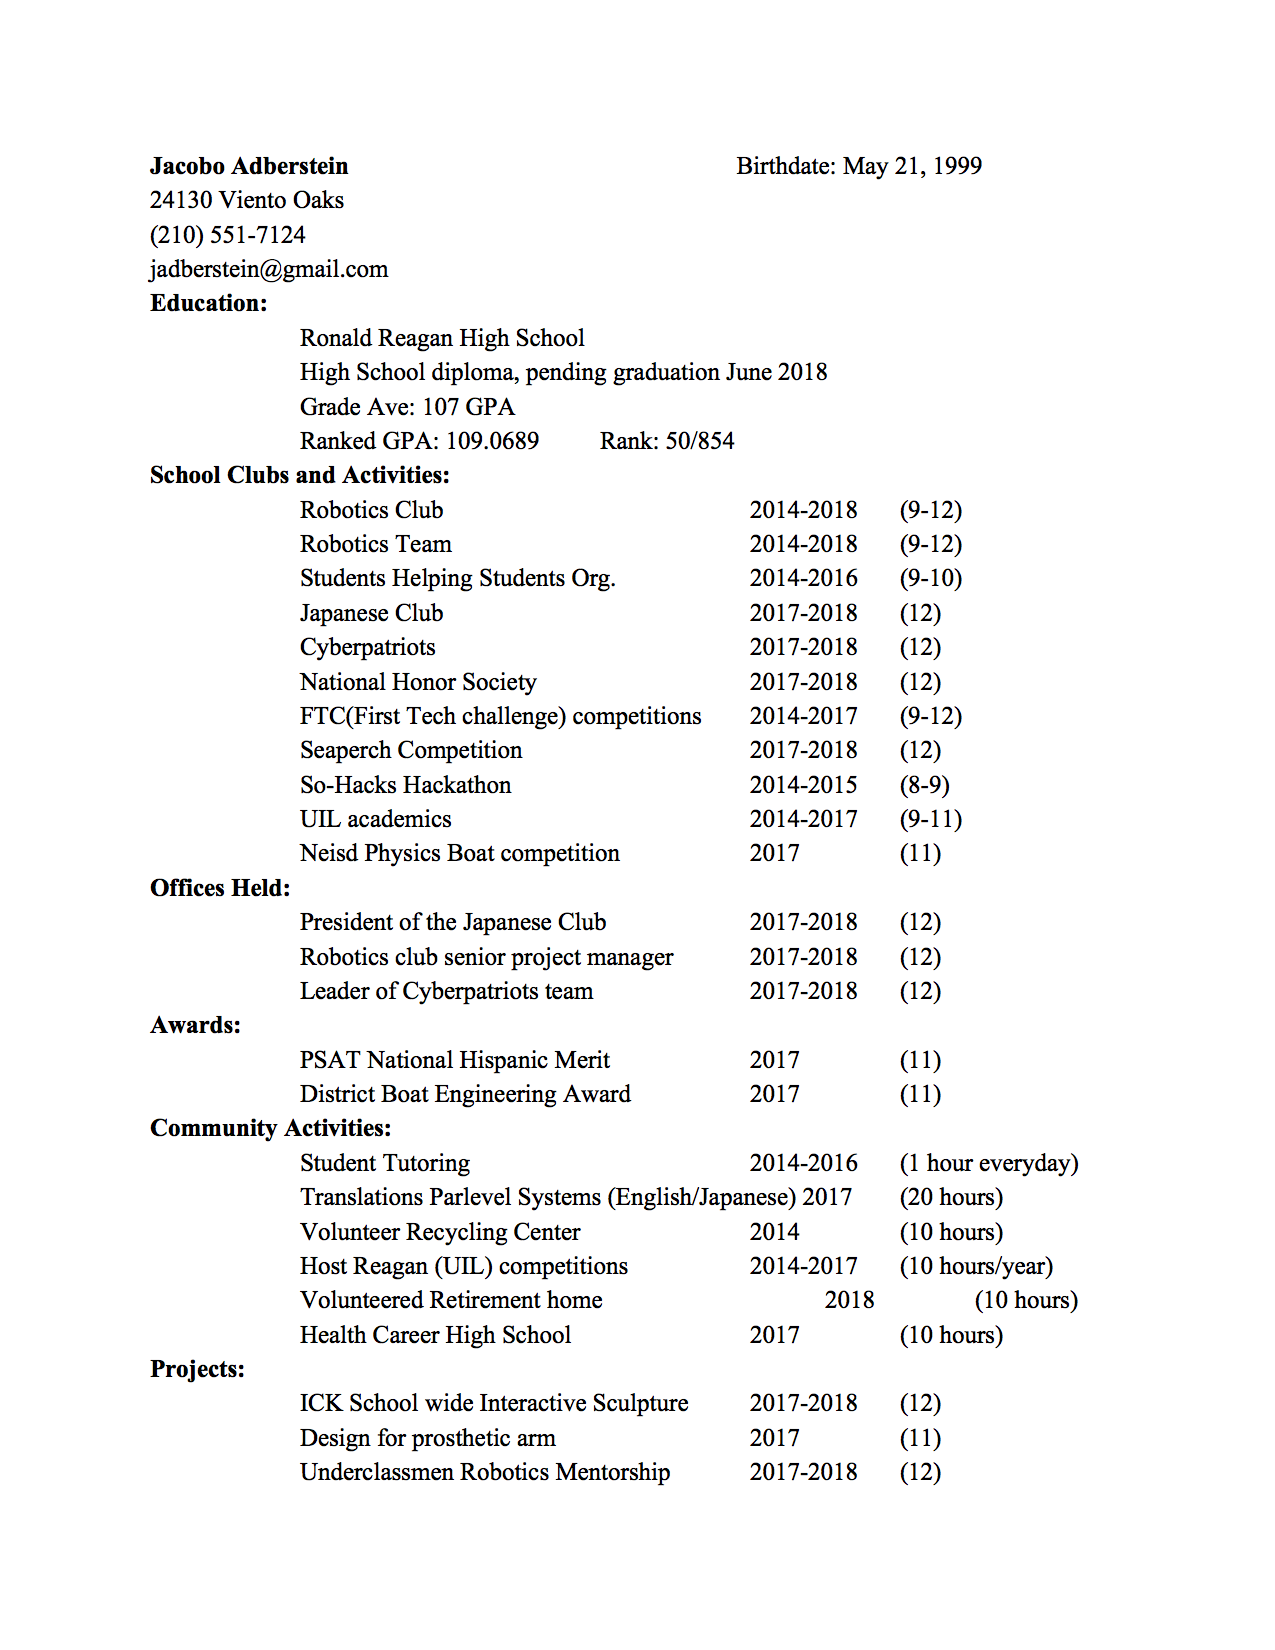 Jacobo Adberstein Birthdate: May 21, 1999
24130 Viento Oaks
(210) 551-7124
jadberstein@gmail.com
Education:
Ronald Reagan High School
High School diploma, pending graduation June 2018
Grade Ave: 107 GPA
Ranked GPA: 109.0689 Rank: 50/854
School Clubs and Activities:
Robotics Club 2014-2018 (9-12)
Robotics Team 2014-2018 (9-12)
Students Helping Students Org. 2014-2016 (9-10)
Japanese Club 2017-2018 (12)
Cyberpatriots 2017-2018 (12)
National Honor Society 2017-2018 (12)
FTC(First Tech challenge) competitions 2014-2017 (9-12)
Seaperch Competition 2017-2018 (12)
So-Hacks Hackathon 2014-2015 (8-9)
UIL academics 2014-2017 (9-11)
Neisd Physics Boat competition 2017 (11)
Offices Held:
President of the Japanese Club 2017-2018 (12)
Robotics club senior project manager 2017-2018 (12)
Leader of Cyberpatriots team 2017-2018 (12)
Awards:
PSAT National Hispanic Merit 2017 (11)
District Boat Engineering Award 2017 (11)
Community Activities:
Student Tutoring 2014-2016 (1 hour everyday)
Translations Parlevel Systems (English/Japanese) 2017 (20 hours)
Volunteer Recycling Center 2014 (10 hours)
Host Reagan (UIL) competitions 2014-2017 (10 hours/year)
Volunteered Retirement home 2018 (10 hours)
Health Career High School 2017 (10 hours)
Projects:
ICK School wide Interactive Sculpture 2017-2018 (12)
Design for prosthetic arm 2017 (11)
Underclassmen Robotics Mentorship 2017-2018 (12)